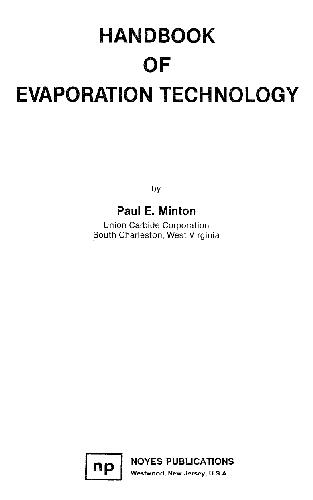 HANDBOOK
OF
EVAPORATION TECHNOLOGY
by
Paul E. Minton
Union Carbide Corporation
South Charleston, West Virginia
np
NOYES PUBLICATIONS
Westwood, New Jersey, U.S.A.